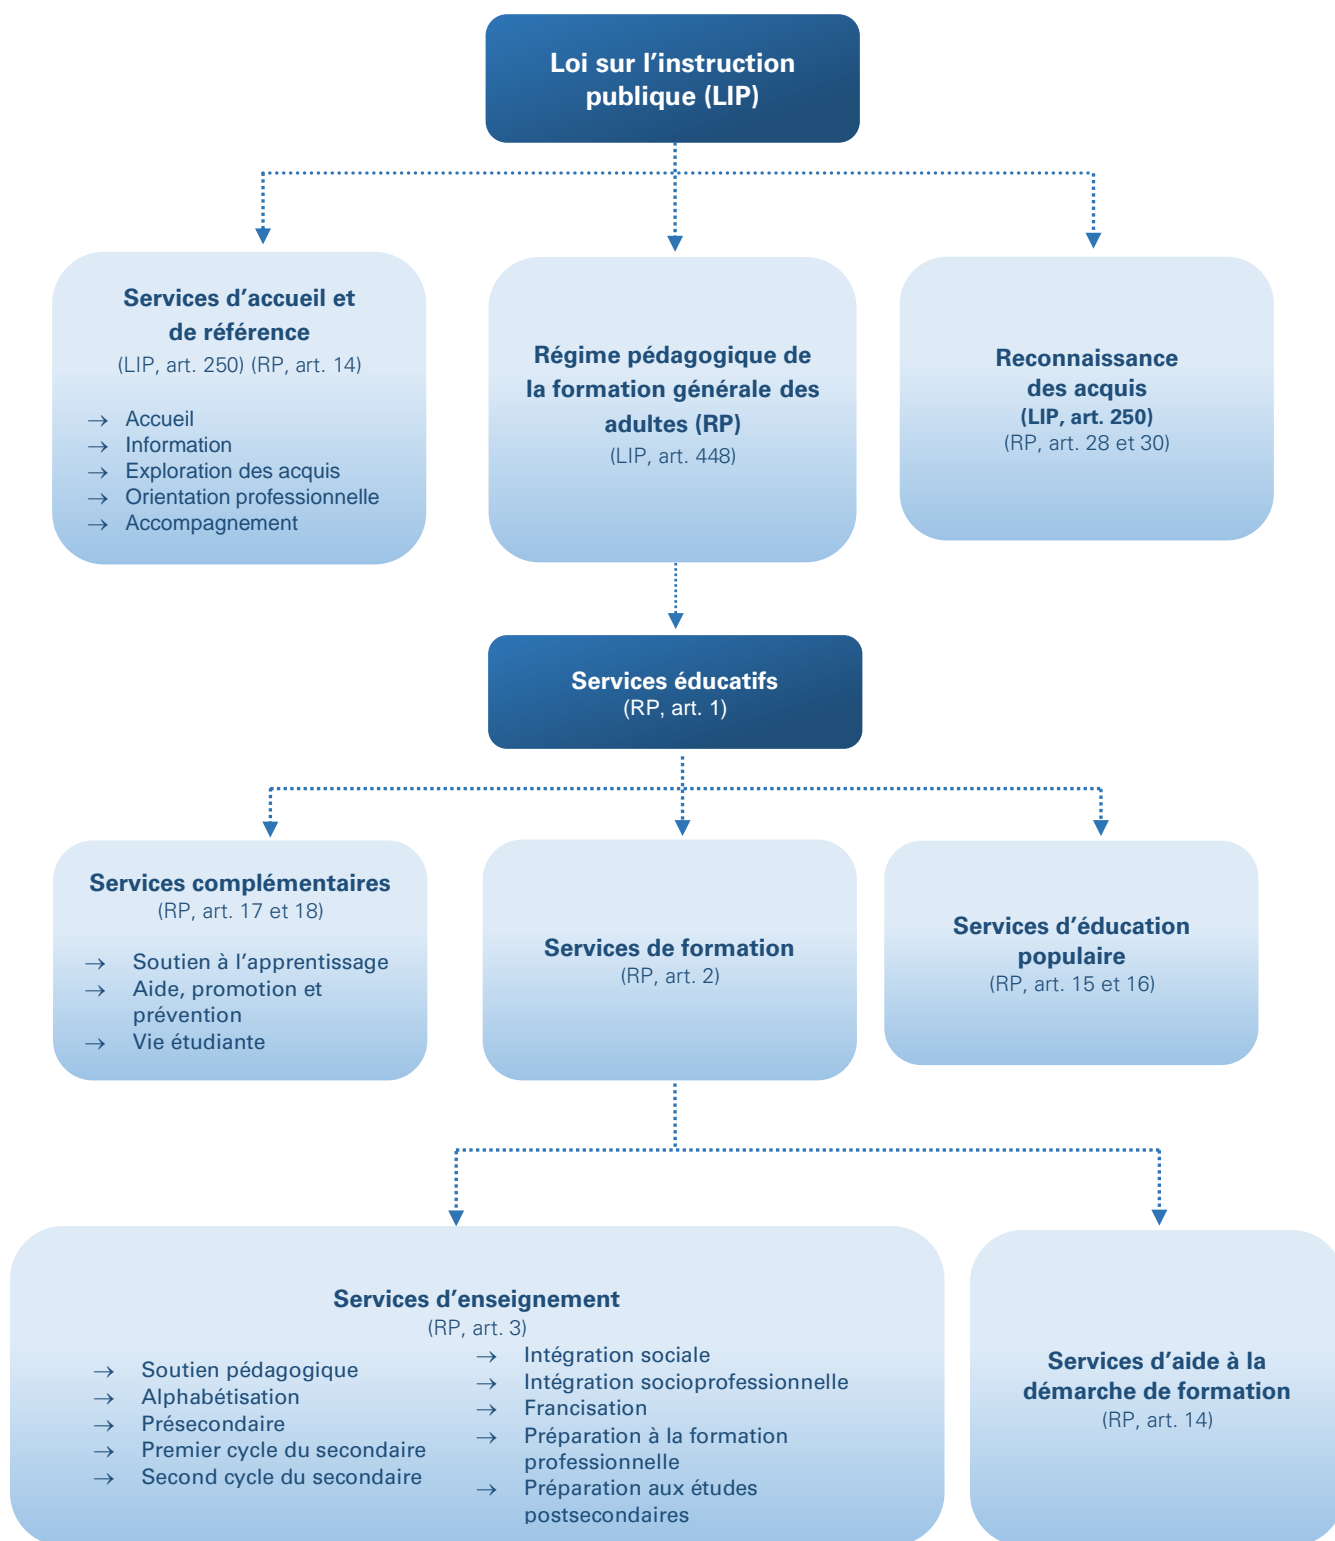 Loi sur l'instruction
publique (LIP)
Services d'accueil et
de référence
(LIP, art. 250) (RP, art. 14)
→ Accueil
→ Information
→ Exploration des acquis
→ Orientation professionnelle
→ Accompagnement
Régime pédagogique de
la formation générale des
adultes (RP)
(LIP, art. 448)
Reconnaissance
des acquis
(LIP, art. 250)
(RP, art. 28 et 30)
Services éducatifs
(RP, art. 1)
Services complémentaires
(RP, art. 17 et 18)
→ Soutien à l'apprentissage
→ Aide, promotion et
prévention
→ Vie étudiante
Services de formation
(RP, art. 2)
Services d'éducation
populaire
(RP, art. 15 et 16)
Services d'enseignement
(RP, art. 3)
→ Soutien pédagogique
→ Alphabétisation
→ Présecondaire
→ Premier cycle du secondaire
→ Second cycle du secondaire
→ Intégration sociale
→ Intégration socioprofessionnelle
→ Francisation
→ Préparation à la formation
professionnelle
→ Préparation aux études
postsecondaires
Services d'aide à la
démarche de formation
(RP, art. 14)